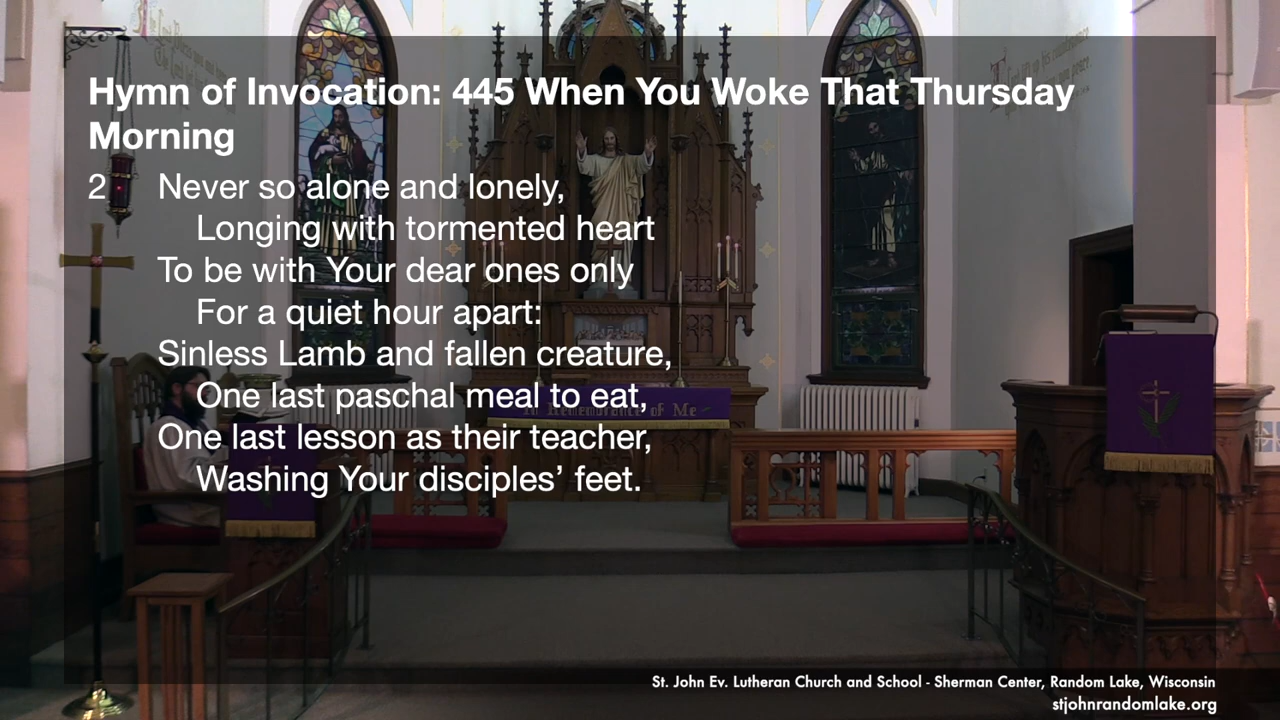 Hymn of Invocation: 445 When You Woke That Thursday
Morning
2 Never so alone and lonely,
Longing with tormented heart
To be with Your dear ones only
For a quiet hour apart:
Sinless Lamb and fallen creature,
One last paschal meal to eat,
One last lesson as their teacher,
Washing Your disciples’ feet.
In Remembrance of Me
St. John Ev. Lutheran Church and School - Sherman Center, Random Lake, Wisconsin
stjohnrandomlake.org